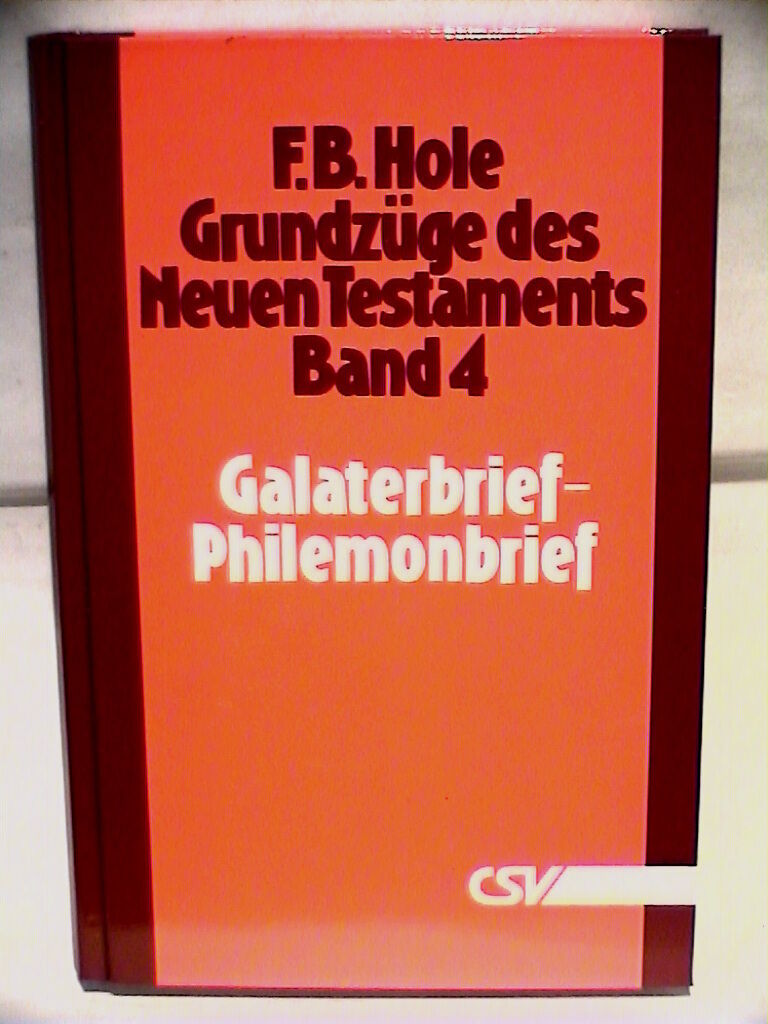 F.B. Hole
Grundzüge des
Neuen Testaments
Band 4
Galaterbrief–
Philemonbrief
CSV